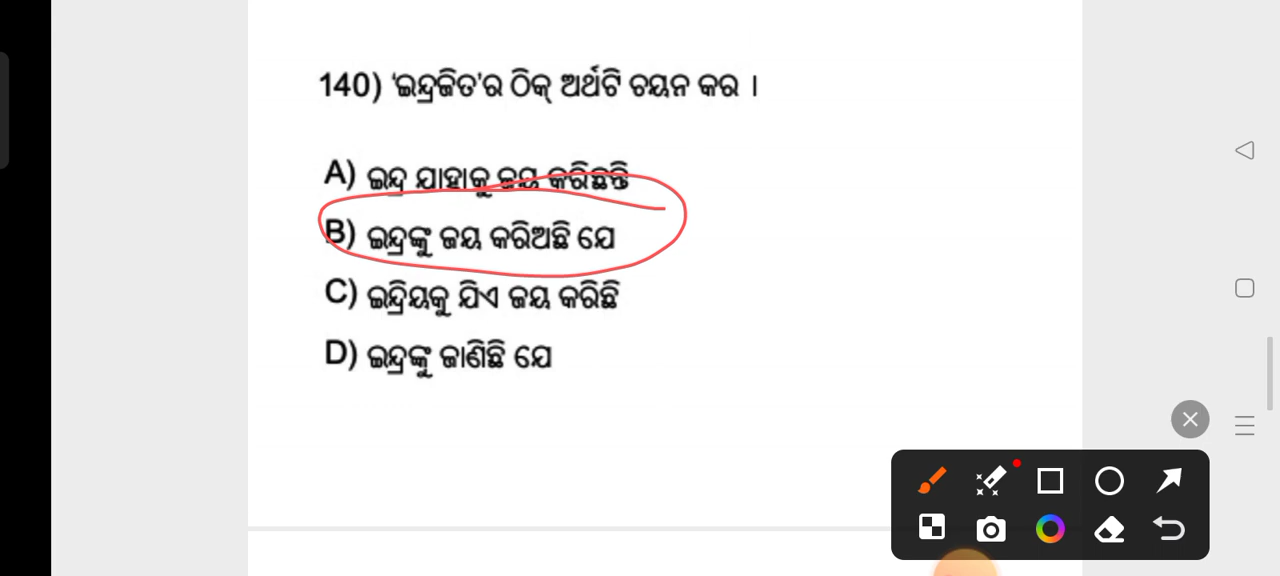 140) 'ଇନ୍ଦ୍ରଜିତ'ର ଠିକ୍ ଅର୍ଥଟି ଚୟନ କର ।
A) ଇନ୍ଦ୍ର ଯାହାକୁ ଜୟ କରିଛନ୍ତି
B) ଇନ୍ଦ୍ରଙ୍କୁ ଜୟ କରିଅଛି ଯେ
C) ଇନ୍ଦ୍ରିୟକୁ ଯିଏ ଜୟ କରିଛି
D) ଇନ୍ଦ୍ରଙ୍କୁ ଜାଣିଛି ଯେ